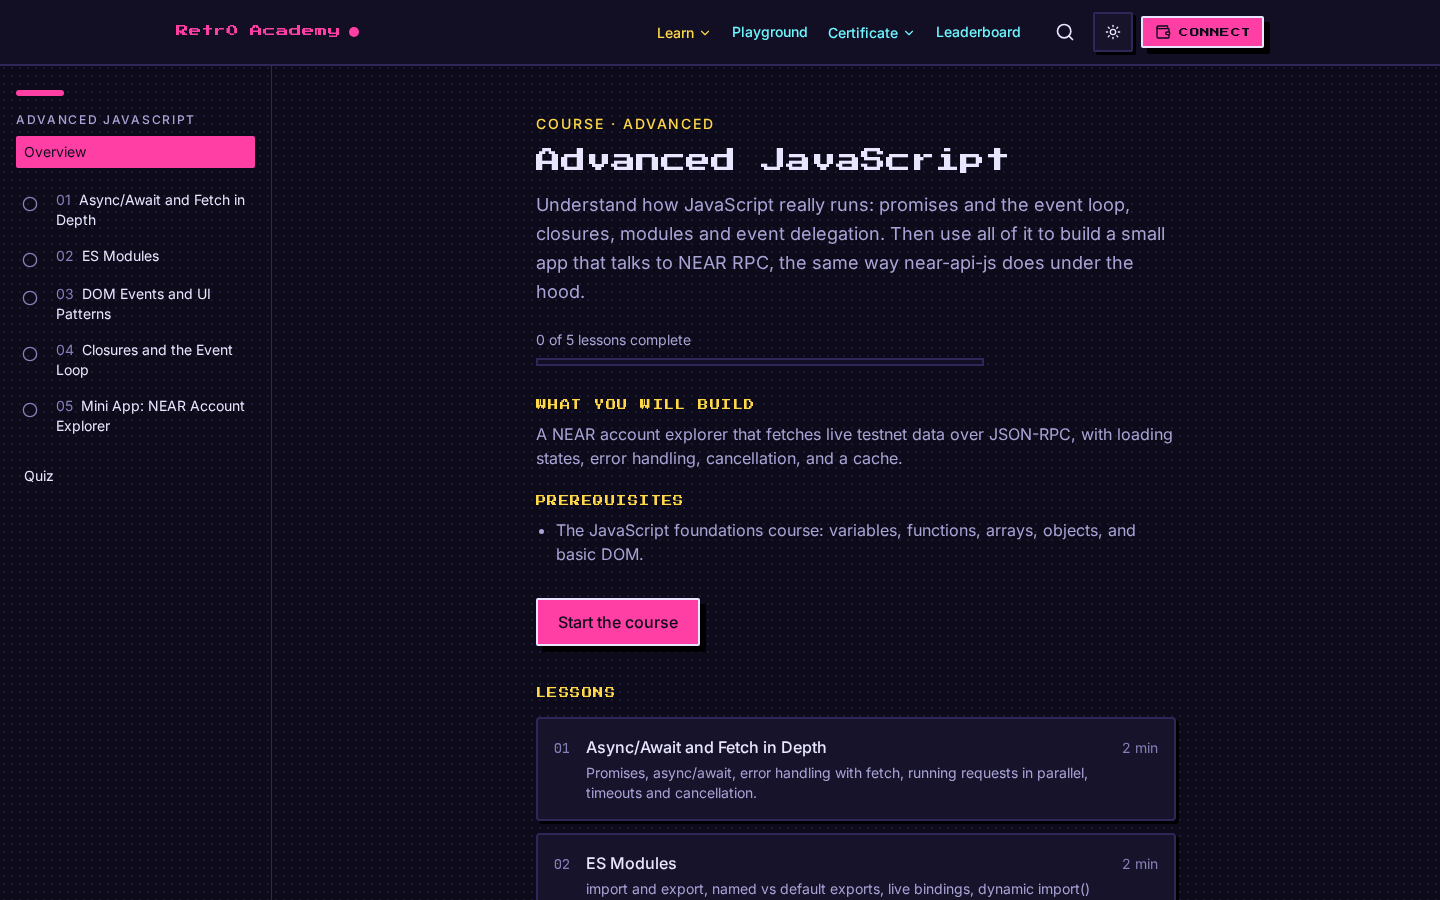 Retr0 Academy
Learn
Playground
Certificate
Leaderboard
CONNECT
ADVANCED JAVASCRIPT
Overview
01 Async/Await and Fetch in
Depth
02 ES Modules
03 DOM Events and UI
Patterns
04 Closures and the Event
Loop
05 Mini App: NEAR Account
Explorer
Quiz
COURSE · ADVANCED
Advanced JavaScript
Understand how JavaScript really runs: promises and the event loop,
closures, modules and event delegation. Then use all of it to build a small
app that talks to NEAR RPC, the same way near-api-js does under the
hood.
0 of 5 lessons complete
WHAT YOU WILL BUILD
A NEAR account explorer that fetches live testnet data over JSON-RPC, with loading
states, error handling, cancellation, and a cache.
PREREQUISITES
• The JavaScript foundations course: variables, functions, arrays, objects, and
basic DOM.
Start the course
LESSONS
01 Async/Await and Fetch in Depth 2 min
Promises, async/await, error handling with fetch, running requests in parallel,
timeouts and cancellation.
02 ES Modules 2 min
import and export, named vs default exports, live bindings, dynamic import()